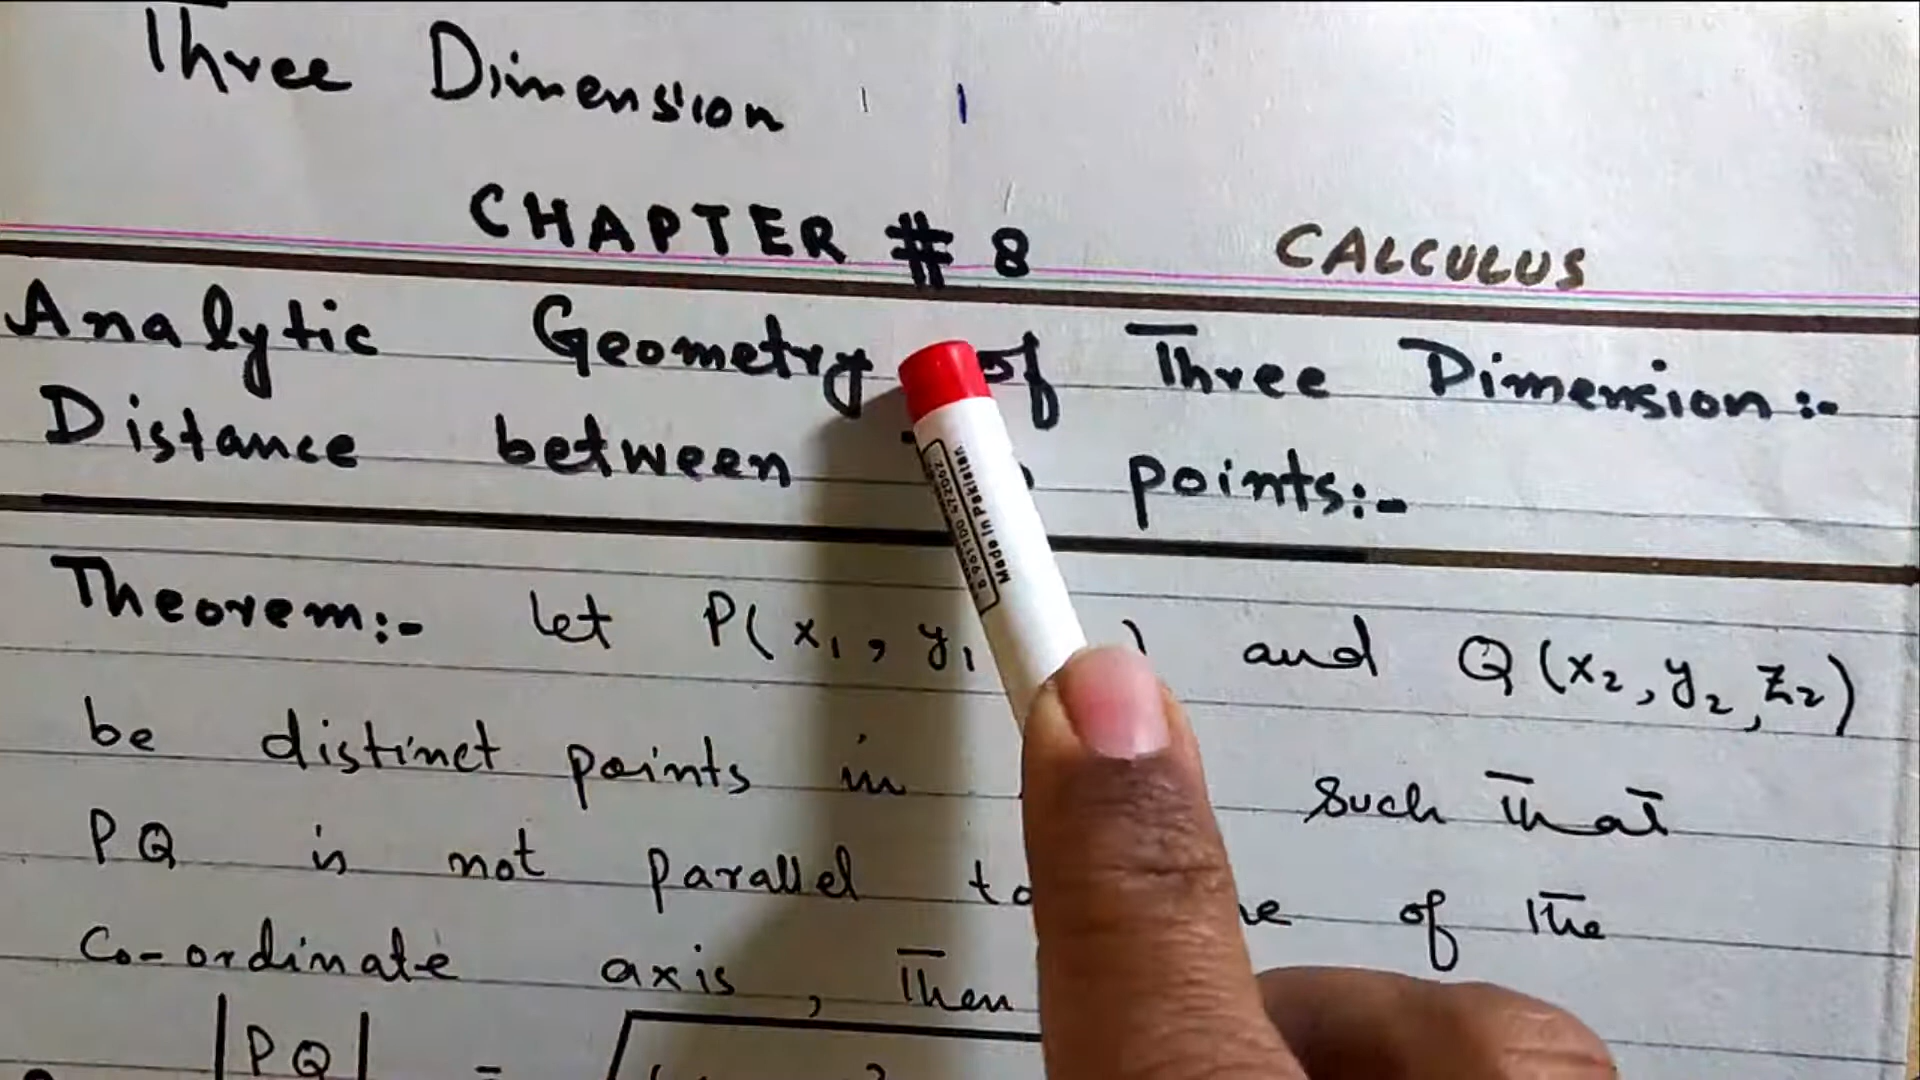 Three Dimension
CHAPTER # 8 CALCULUS
Analytic Geometry of Three Dimension:-
Distance between points:-
Made in Pakistan
Theorem:- Let P(x₁, y₁ ) and Q(x₂, y₂, z₂)
be distinct points in such that
PQ is not parallel to of the
Co-ordinate axis, Then
|PQ| = √